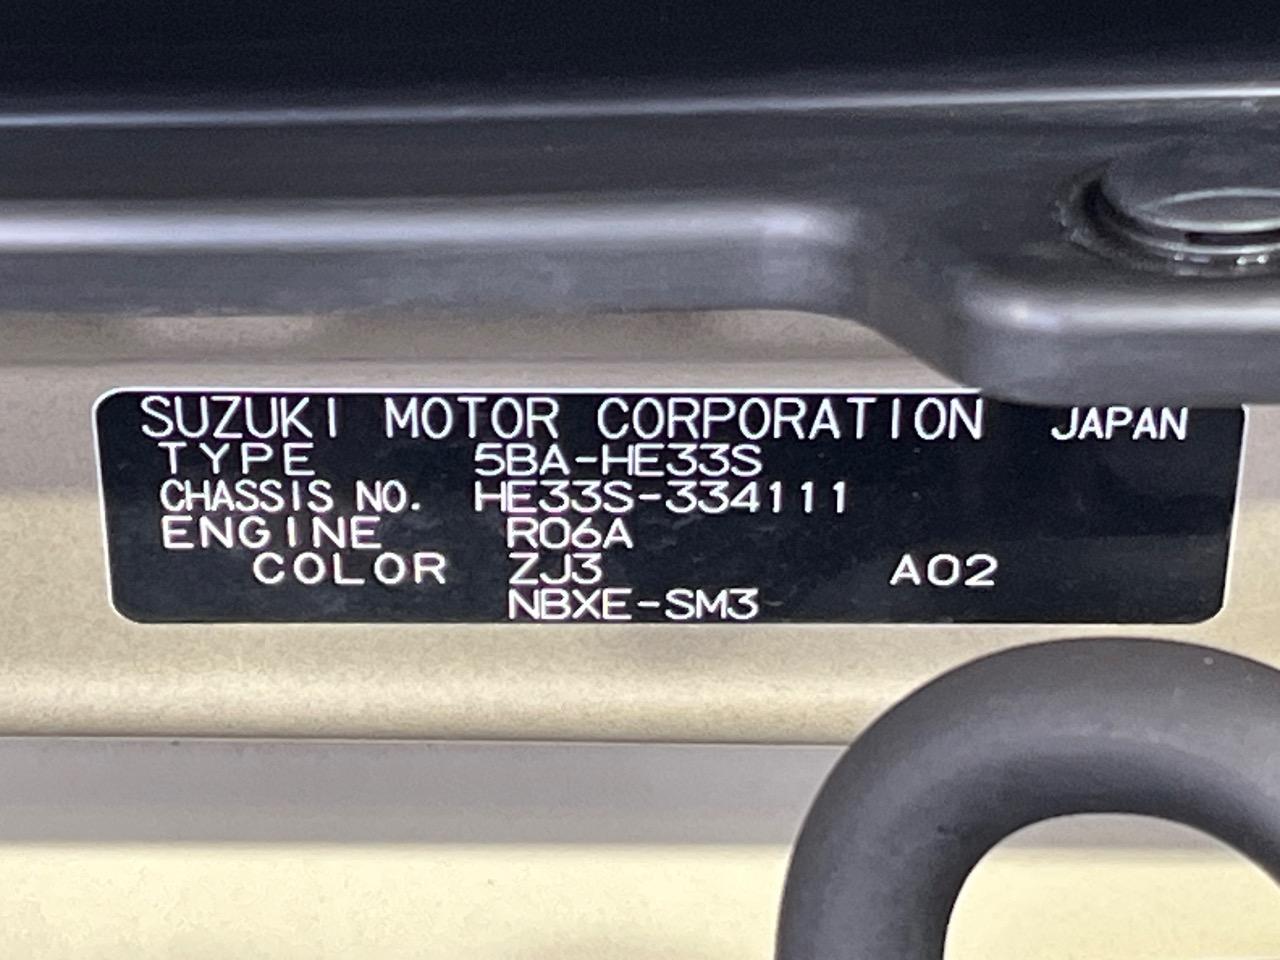 SUZUKI MOTOR CORPORATION JAPAN
TYPE 5BA-HE33S
CHASSIS NO. HE33S-334111
ENGINE R06A
COLOR ZJ3 A02
NBXE-SM3